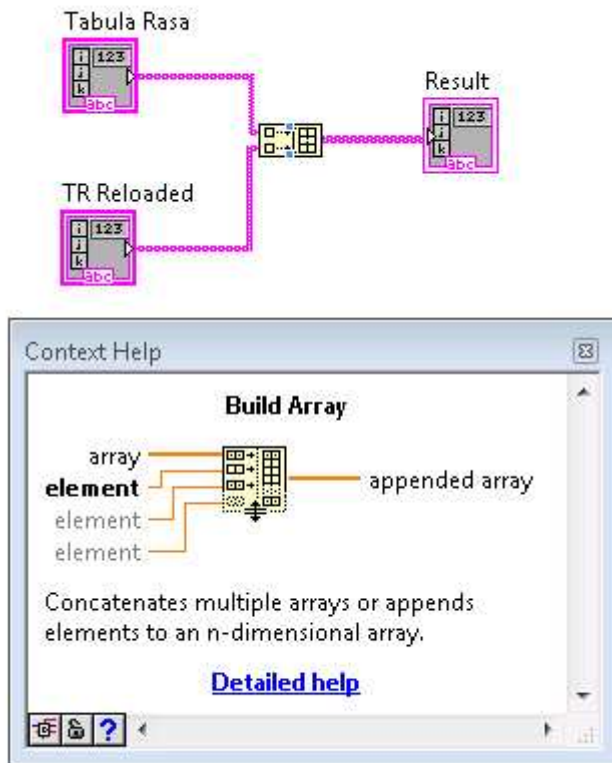 Tabula Rasa
i 123
j
k
abc
Result
i 123
j
k
abc
TR Reloaded
i 123
j
k
abc
Context Help
Build Array
array
element
element
element
appended array
Concatenates multiple arrays or appends
elements to an n-dimensional array.
Detailed help
?